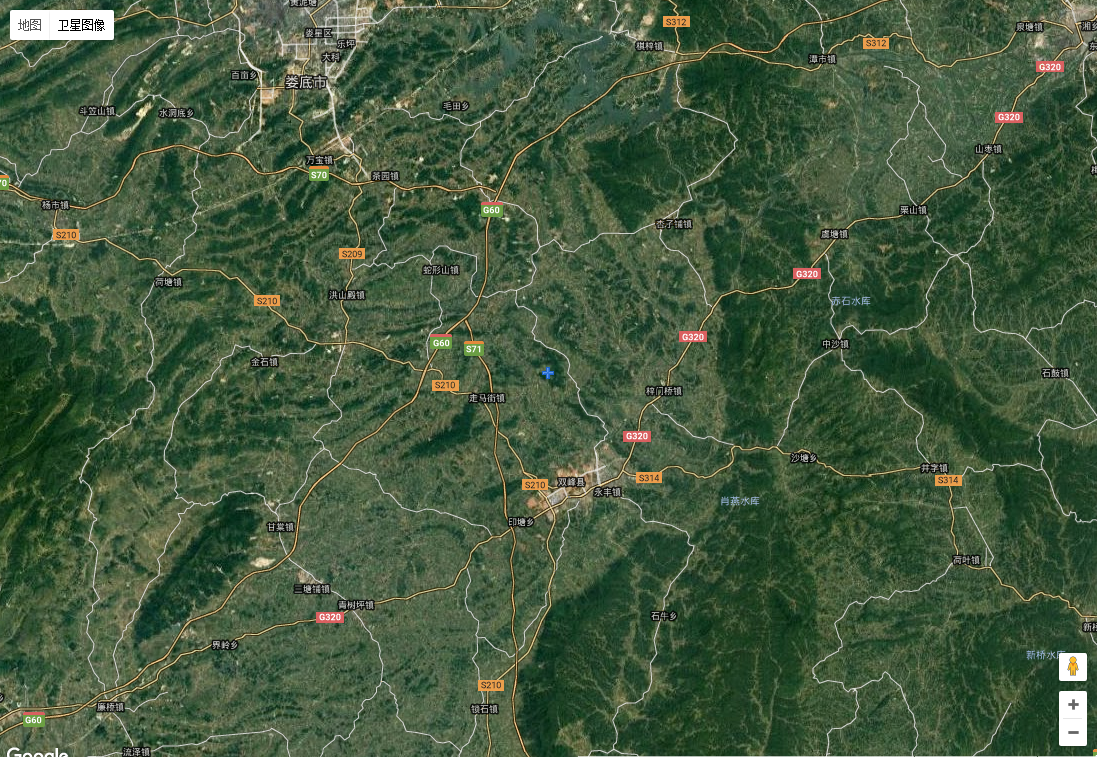 地图
卫星图像
S312
泉塘镇
娄星区
乐坪
棋梓镇
S312
大科
潭市镇
G320
百亩乡
娄底市
毛田乡
斗笠山镇
水洞底乡
G320
山枣镇
万宝镇
S70
茶园镇
杨市镇
G60
栗山镇
S210
杏子铺镇
虞塘镇
S209
蛇形山镇
G320
荷塘镇
洪山殿镇
S210
赤石水库
G320
G60
S71
中沙镇
金石镇
石鼓镇
S210
走马街镇
梓门桥镇
G320
沙塘乡
井字镇
S314
S314
双峰县
S210
永丰镇
肖燕水库
印塘乡
甘棠镇
荷叶镇
三塘铺镇
青树坪镇
G320
石牛乡
界岭乡
新桥水库
S210
廉桥镇
锁石镇
G60
流泽镇
Google